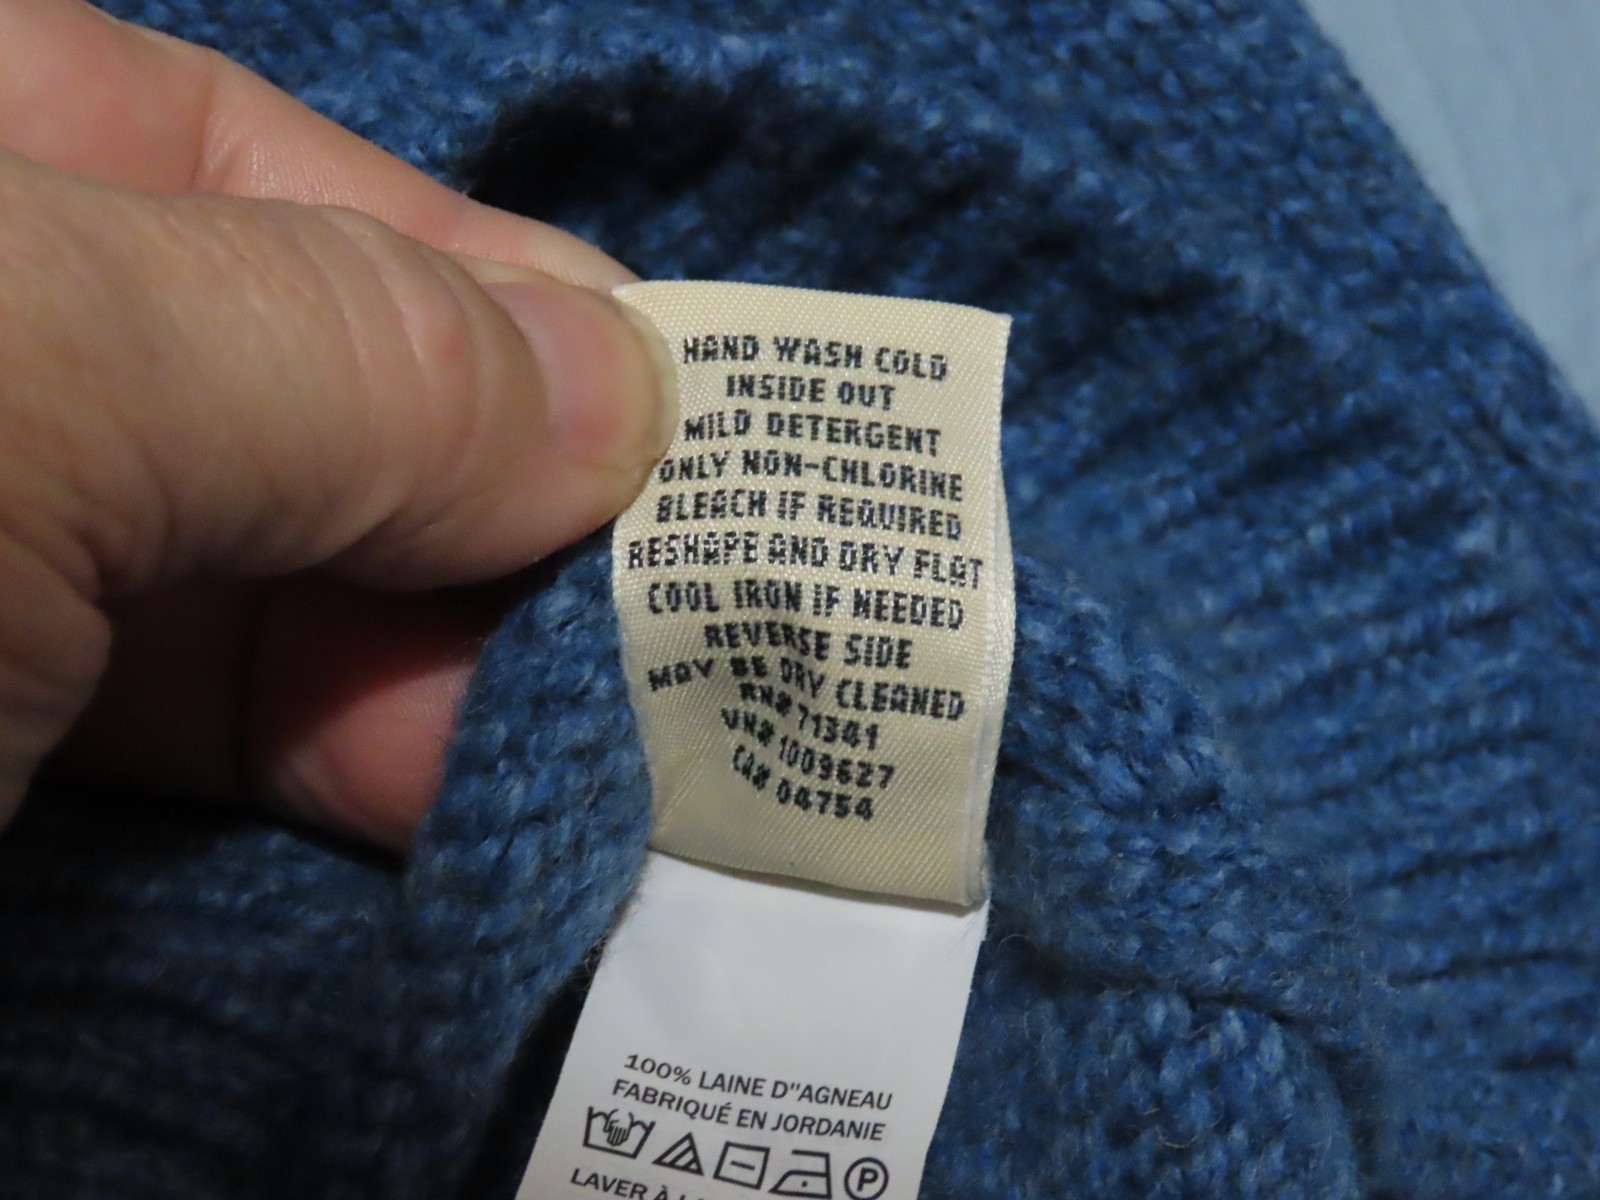 HAND WASH COLD
INSIDE OUT
MILD DETERGENT
ONLY NON-CHLORINE
BLEACH IF REQUIRED
RESHAPE AND DRY FLAT
COOL IRON IF NEEDED
REVERSE SIDE
MAY BE DRY CLEANED
RN# 71341
VN# 1009627
CA# 04754
100% LAINE D"AGNEAU
FABRIQUÉ EN JORDANIE
P
LAVER À